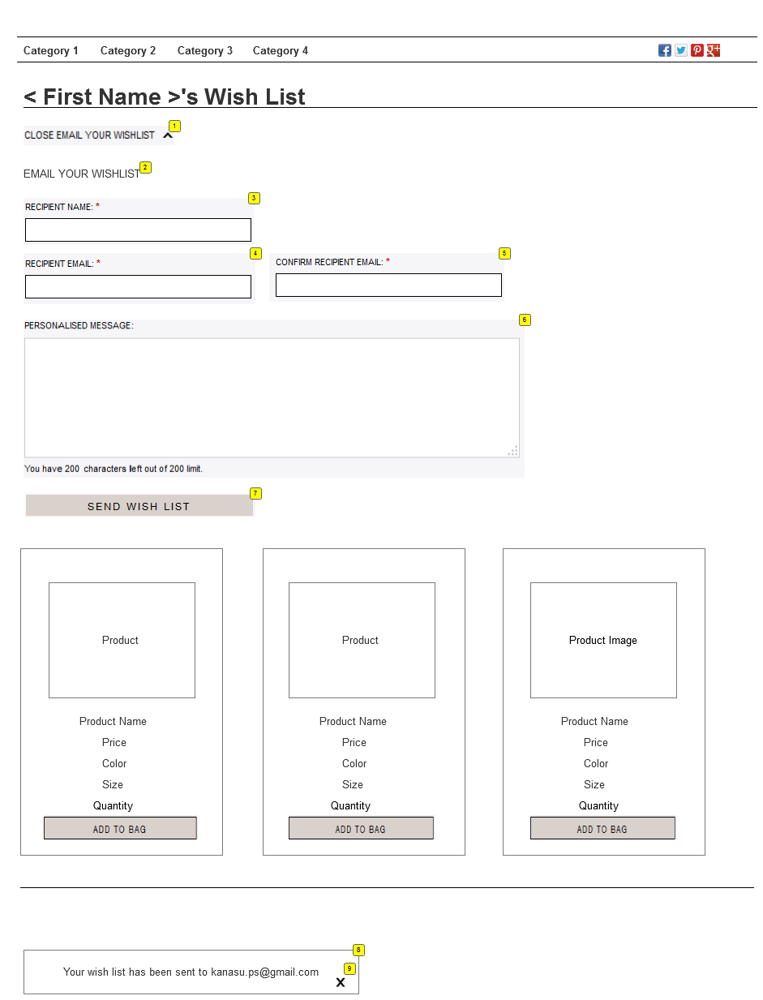 Category 1 Category 2 Category 3 Category 4 f P g+
< First Name >'s Wish List
CLOSE EMAIL YOUR WISHLIST 1
EMAIL YOUR WISHLIST 2
RECIPIENT NAME: * 3
RECIPIENT EMAIL: * 4 CONFIRM RECIPIENT EMAIL: * 5
PERSONALISED MESSAGE: 6
You have 200 characters left out of 200 limit.
SEND WISH LIST 7
Product Product Product Image
Product Name Product Name Product Name
Price Price Price
Color Color Color
Size Size Size
Quantity Quantity Quantity
ADD TO BAG ADD TO BAG ADD TO BAG
8
Your wish list has been sent to kanasu.ps@gmail.com 9
X